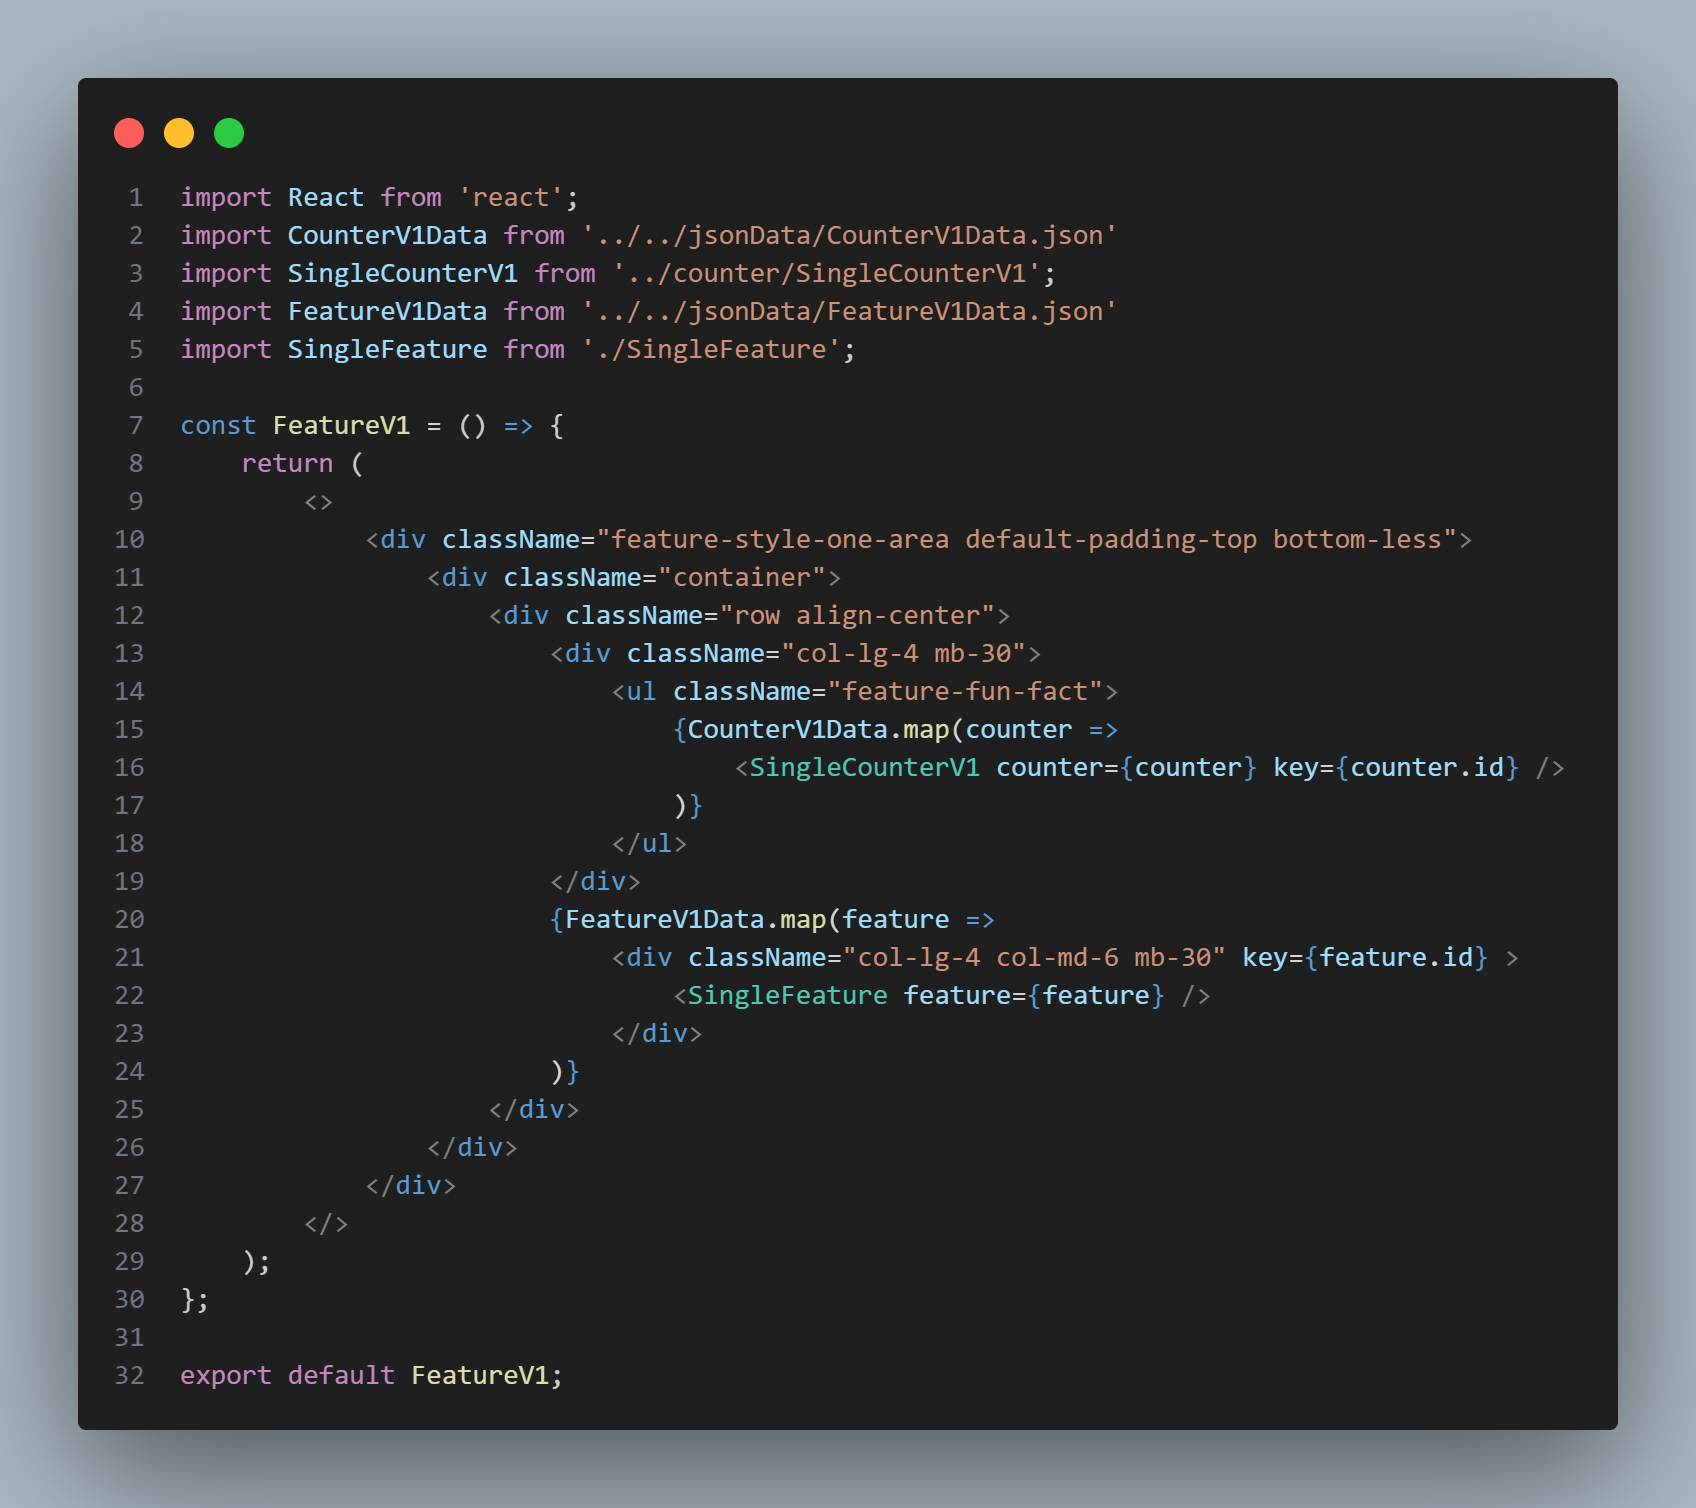 1 import React from 'react';
2 import CounterV1Data from '../../jsonData/CounterV1Data.json'
3 import SingleCounterV1 from '../counter/SingleCounterV1';
4 import FeatureV1Data from '../../jsonData/FeatureV1Data.json'
5 import SingleFeature from './SingleFeature';
6
7 const FeatureV1 = () => {
8     return (
9         <>
10             <div className="feature-style-one-area default-padding-top bottom-less">
11                 <div className="container">
12                     <div className="row align-center">
13                         <div className="col-lg-4 mb-30">
14                             <ul className="feature-fun-fact">
15                                 {CounterV1Data.map(counter =>
16                                     <SingleCounterV1 counter={counter} key={counter.id} />
17                                 )}
18                             </ul>
19                         </div>
20                         {FeatureV1Data.map(feature =>
21                             <div className="col-lg-4 col-md-6 mb-30" key={feature.id} >
22                                 <SingleFeature feature={feature} />
23                             </div>
24                         )}
25                     </div>
26                 </div>
27             </div>
28         </>
29     );
30 };
31
32 export default FeatureV1;